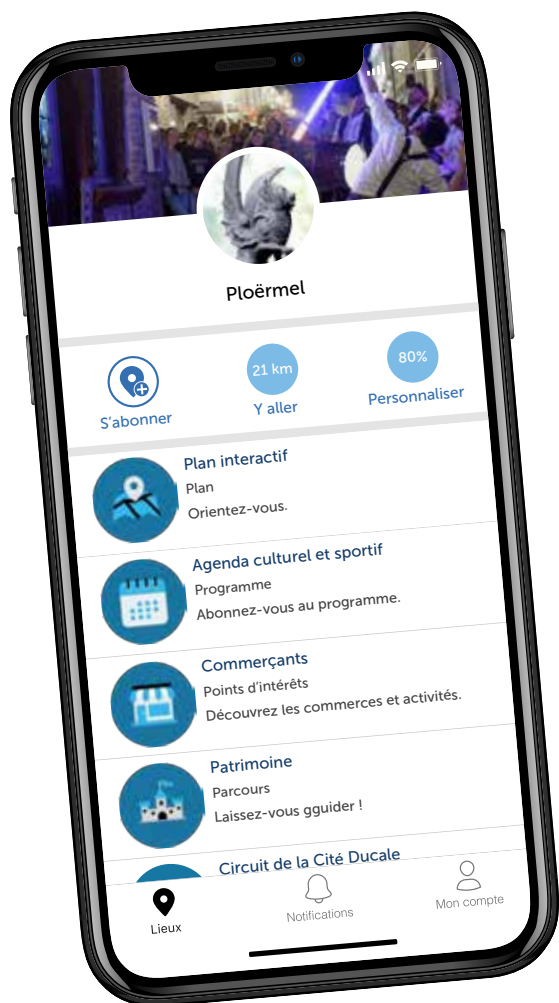 Ploërmel
21 km
80%
S'abonner
Y aller
Personnaliser
Plan interactif
Plan
Orientez-vous.
Agenda culturel et sportif
Programme
Abonnez-vous au programme.
Commerçants
Points d'intérêts
Découvrez les commerces et activités.
Patrimoine
Parcours
Laissez-vous gguider !
Circuit de la Cité Ducale
Lieux
Notifications
Mon compte